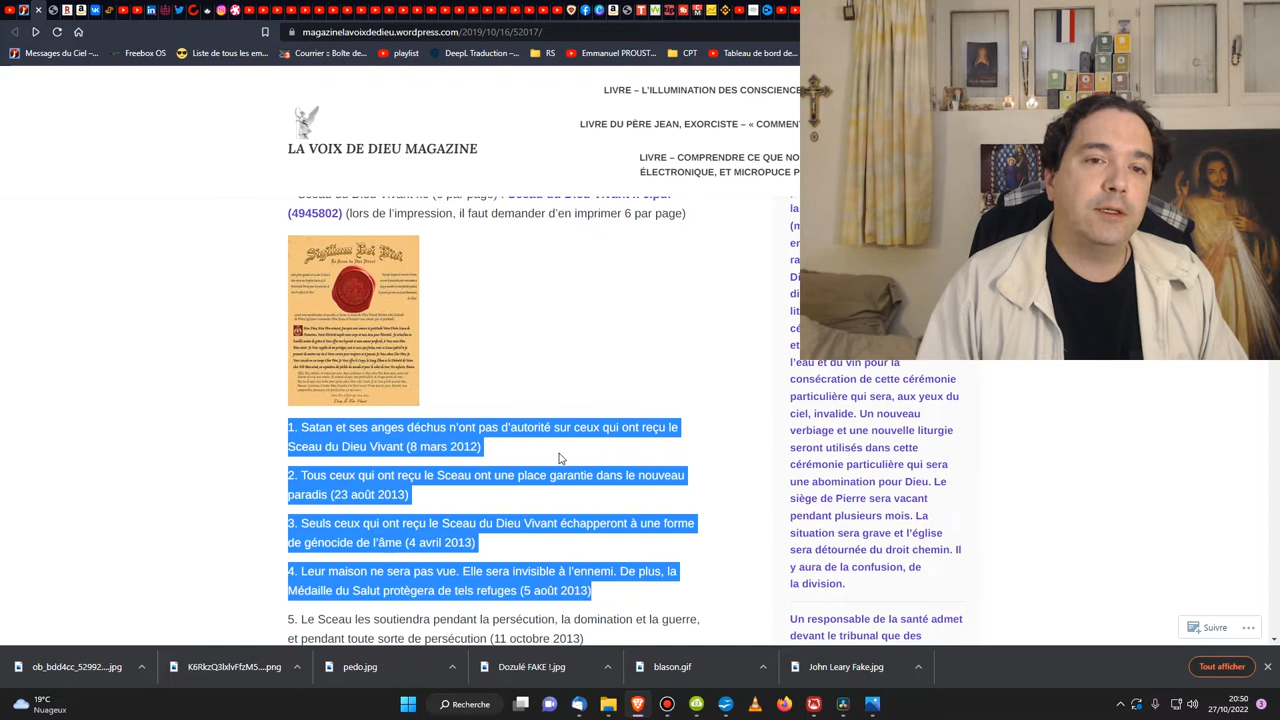 magazinelavoixdedieu.wordpress.com/2019/10/16/52017/
Messages du Ciel –... Freebox OS Liste de tous les... Courrier :: Boîte de... playlist DeepL Traduction –... RS Emmanuel PROUST... CPT Tableau de bord de...
LIVRE – L'ILLUMINATION DES CONSCIENCE
LIVRE DU PÈRE JEAN, EXORCISTE – « COMMENT
LIVRE – COMPRENDRE CE QUE NO
ÉLECTRONIQUE, ET MICROPUCE P
LA VOIX DE DIEU MAGAZINE
(4945802) (lors de l'impression, il faut demander d'en imprimer 6 par page)
Sigillum Dei Vivi
Le Sceau du Dieu Vivant
1. Satan et ses anges déchus n'ont pas d'autorité sur ceux qui ont reçu le
Sceau du Dieu Vivant (8 mars 2012)
2. Tous ceux qui ont reçu le Sceau ont une place garantie dans le nouveau
paradis (23 août 2013)
3. Seuls ceux qui ont reçu le Sceau du Dieu Vivant échapperont à une forme
de génocide de l'âme (4 avril 2013)
4. Leur maison ne sera pas vue. Elle sera invisible à l'ennemi. De plus, la
Médaille du Salut protègera de tels refuges (5 août 2013)
5. Le Sceau les soutiendra pendant la persécution, la domination et la guerre,
et pendant toute sorte de persécution (11 octobre 2013)
la
(m
en
ra
Di
di
lit
cé
et
l'eau et du vin pour la
consécration de cette cérémonie
particulière qui sera, aux yeux du
ciel, invalide. Un nouveau
verbiage et une nouvelle liturgie
seront utilisés dans cette
cérémonie particulière qui sera
une abomination pour Dieu. Le
siège de Pierre sera vacant
pendant plusieurs mois. La
situation sera grave et l'église
sera détournée du droit chemin. Il
y aura de la confusion, de
la division.
Un responsable de la santé admet
devant le tribunal que des
Suivre
ob_bdd4cc_52992....jpg K6RkzQ3lxlvFfzM5....png pedo.jpg Dozulé FAKE !.jpg blason.gif John Leary Fake.jpg Tout afficher
19°C
Nuageux
Recherche
20:50
27/10/2022
3